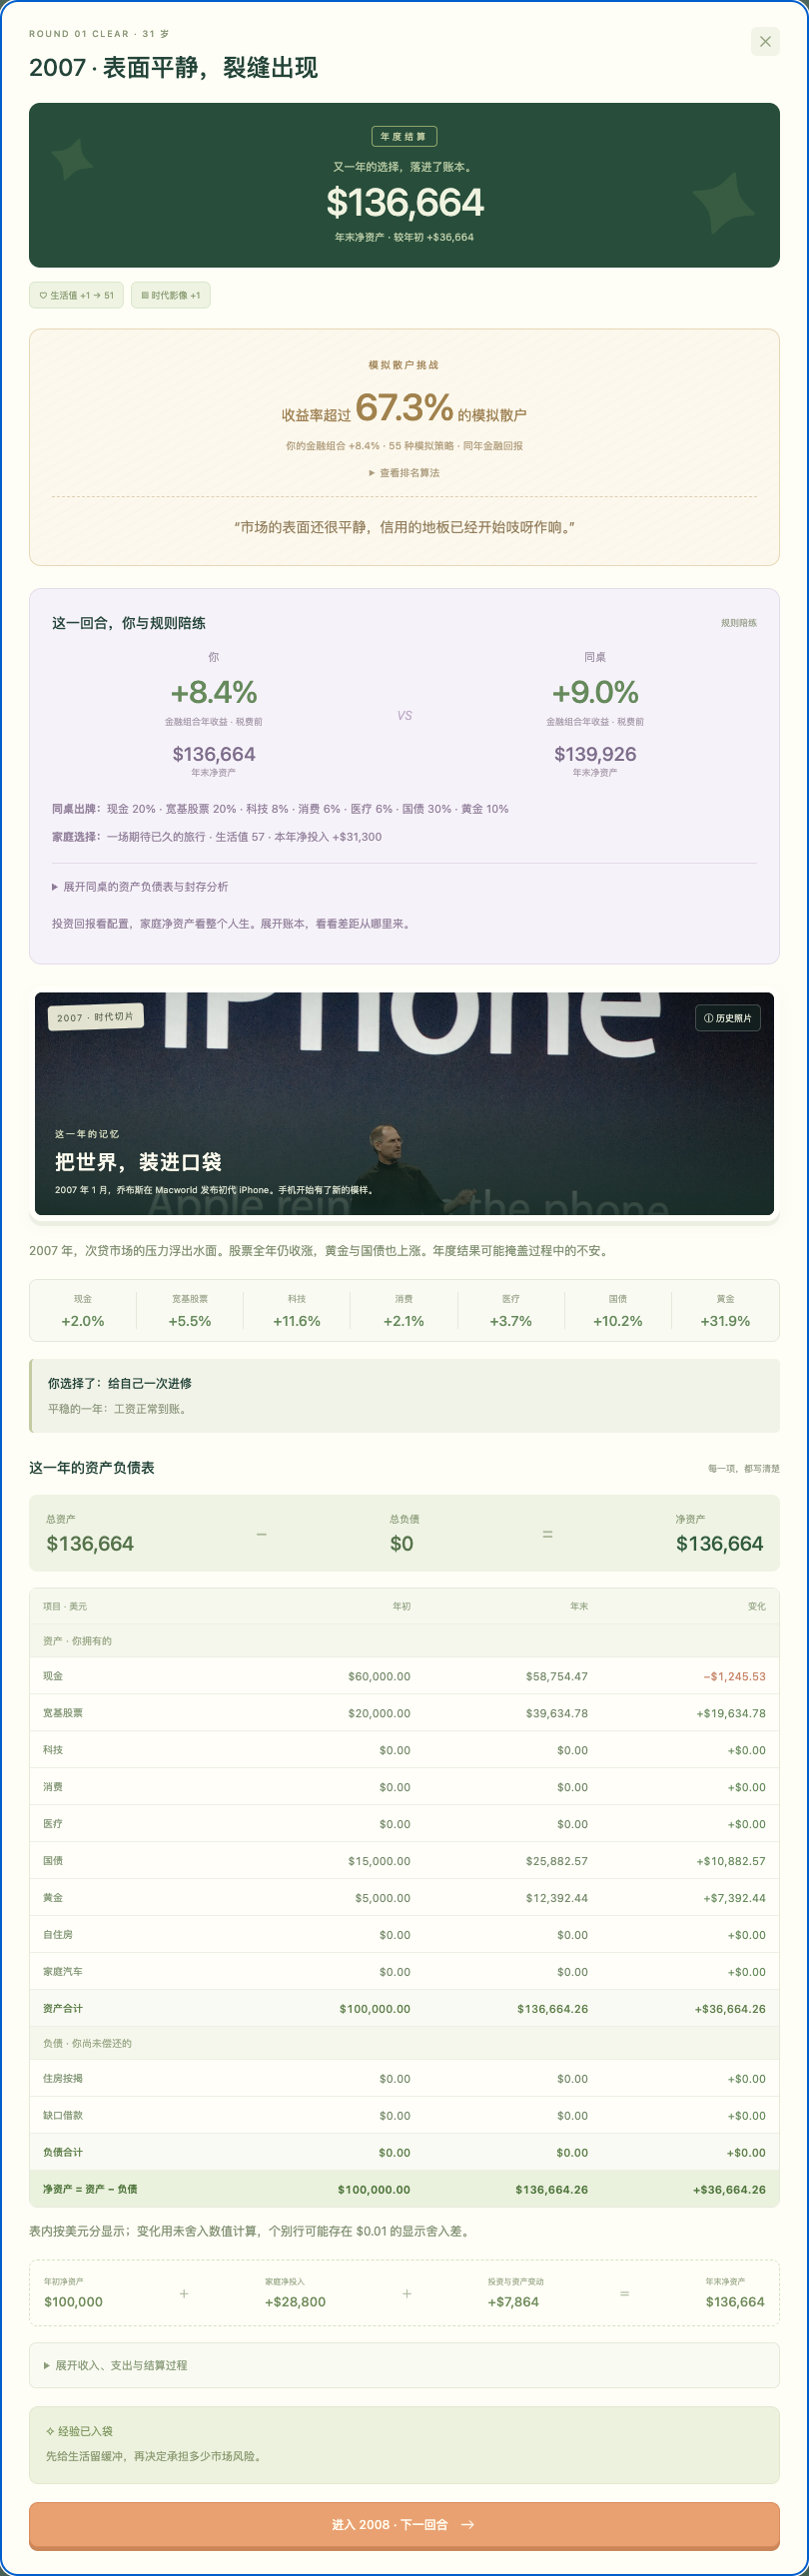 ROUND 01 CLEAR · 31 岁
2007 · 表面平静，裂缝出现
年度结算
又一年的选择，落进了账本。
$136,664
年末净资产 · 较年初 +$36,664
♡ 生活值 +1 → 51
▤ 时代影像 +1
模拟散户挑战
收益率超过 67.3% 的模拟散户
你的金融组合 +8.4% · 55 种模拟策略 · 同年金融回报
▶ 查看排名算法
“市场的表面还很平静，信用的地板已经开始吱呀作响。”
这一回合，你与规则陪练
规则陪练
你
+8.4%
金融组合年收益 · 税费前
$136,664
年末净资产
VS
同桌
+9.0%
金融组合年收益 · 税费前
$139,926
年末净资产
同桌出牌：现金 20% · 宽基股票 20% · 科技 8% · 消费 6% · 医疗 6% · 国债 30% · 黄金 10%
家庭选择：一场期待已久的旅行 · 生活值 57 · 本年净投入 +$31,300
▶ 展开同桌的资产负债表与封存分析
投资回报看配置，家庭净资产看整个人生。展开账本，看看差距从哪里来。
iPhone
2007 · 时代切片
ⓘ 历史照片
这一年的记忆
把世界，装进口袋
2007 年 1 月，乔布斯在 Macworld 发布初代 iPhone。手机开始有了新的模样。
Apple rein
the phone
2007 年，次贷市场的压力浮出水面。股票全年仍收涨，黄金与国债也上涨。年度结果可能掩盖过程中的不安。
现金 宽基股票 科技 消费 医疗 国债 黄金
+2.0% +5.5% +11.6% +2.1% +3.7% +10.2% +31.9%
你选择了：给自己一次进修
平稳的一年：工资正常到账。
这一年的资产负债表
每一项，都写清楚
总资产 总负债 净资产
$136,664 − $0 = $136,664
项目 · 美元 年初 年末 变化
资产 · 你拥有的
现金 $60,000.00 $58,754.47 −$1,245.53
宽基股票 $20,000.00 $39,634.78 +$19,634.78
科技 $0.00 $0.00 +$0.00
消费 $0.00 $0.00 +$0.00
医疗 $0.00 $0.00 +$0.00
国债 $15,000.00 $25,882.57 +$10,882.57
黄金 $5,000.00 $12,392.44 +$7,392.44
自住房 $0.00 $0.00 +$0.00
家庭汽车 $0.00 $0.00 +$0.00
资产合计 $100,000.00 $136,664.26 +$36,664.26
负债 · 你尚未偿还的
住房按揭 $0.00 $0.00 +$0.00
缺口借款 $0.00 $0.00 +$0.00
负债合计 $0.00 $0.00 +$0.00
净资产 = 资产 − 负债 $100,000.00 $136,664.26 +$36,664.26
表内按美元分显示；变化用未舍入数值计算，个别行可能存在 $0.01 的显示舍入差。
年初净资产 家庭净投入 投资与资产变动 年末净资产
$100,000 + +$28,800 + +$7,864 = $136,664
▶ 展开收入、支出与结算过程
✧ 经验已入袋
先给生活留缓冲，再决定承担多少市场风险。
进入 2008 · 下一回合 →